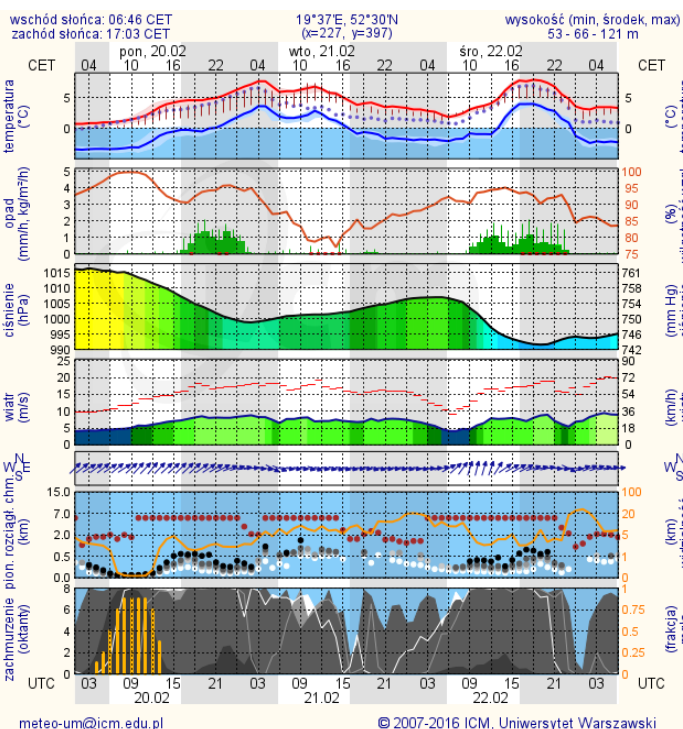 wschód słońca: 06:46 CET 19°37'E, 52°30'N wysokość (min, środek, max)
zachód słońca: 17:03 CET (x=227, y=397) 53 - 66 - 121 m
pon, 20.02 wto, 21.02 śro, 22.02
CET 04 10 16 22 04 10 16 22 04 10 16 22 04 CET
temperatura (°C)
5
0
5
0
(°C) temperatura
opad (mm/h, kg/m²/h)
5
4
3
2
1
0
100
95
90
85
80
75
(%)
ciśnienie (hPa)
1015
1010
1005
1000
995
990
761
758
754
750
746
742
(mm Hg) ciśnienie
wiatr (m/s)
25
20
15
10
5
0
90
72
54
36
18
0
(km/h) wiatr
N
W E
S
N
W
S
pion. rozciągł. chm. (km)
15.0
7.0
2.0
0.5
0.0
100
20
5
1
0
(km)
zachmurzenie (oktanty)
8
6
4
2
0
1
0.75
0.5
0.25
0
(frakcja)
UTC 03 09 15 21 03 09 15 21 03 09 15 21 03 UTC
20.02 21.02 22.02
meteo-um@icm.edu.pl © 2007-2016 ICM, Uniwersytet Warszawski